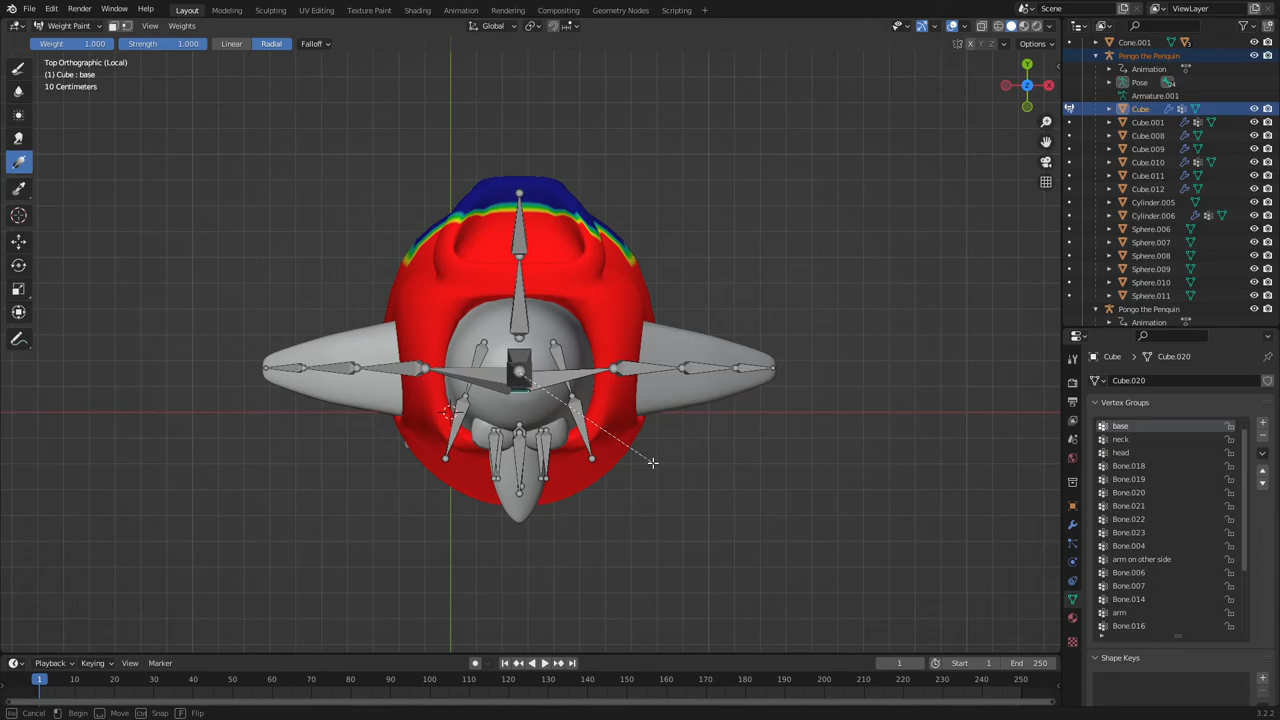 File Edit Render Window Help Layout Modeling Sculpting UV Editing Texture Paint Shading Animation Rendering Compositing Geometry Nodes Scripting Scene ViewLayer
Weight Paint View Weights Global
Weight 1.000 Strength 1.000 Linear Radial Falloff X Y Z Options
Top Orthographic (Local)
(1) Cube : base
10 Centimeters
Y
X
Z
Cone.001
Pengo the Penguin
Animation
Pose
Armature.001
Cube
Cube.001
Cube.008
Cube.009
Cube.010
Cube.011
Cube.012
Cylinder.005
Cylinder.006
Sphere.006
Sphere.007
Sphere.008
Sphere.009
Sphere.010
Sphere.011
Pengo the Penguin
Animation
Cube Cube.020
Cube.020
Vertex Groups
base
neck
head
Bone.018
Bone.019
Bone.020
Bone.021
Bone.022
Bone.023
Bone.004
arm on other side
Bone.006
Bone.007
Bone.014
arm
Bone.016
Shape Keys
Playback Keying View Marker 1 Start 1 End 250
1 10 20 30 40 50 60 70 80 90 100 110 120 130 140 150 160 170 180 190 200 210 220 230 240 250
Esc Cancel Begin Move Ctrl Snap F Flip 3.2.2